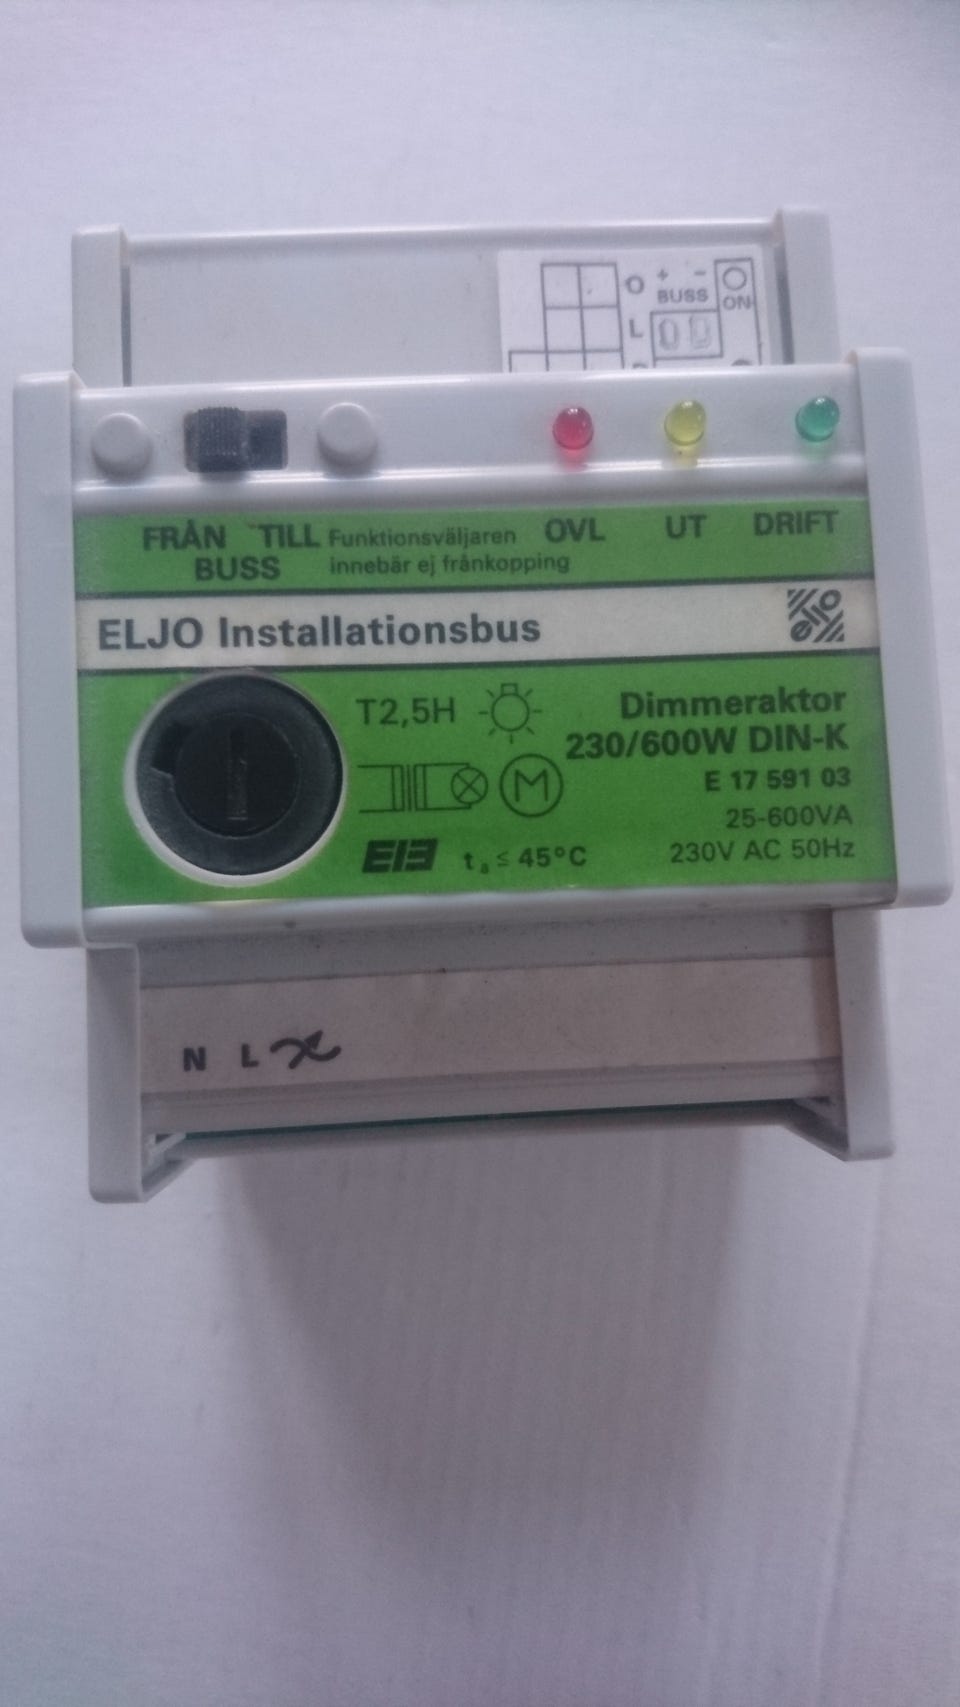 O + -
BUSS
ON
L
FRÅN TILL Funktionsväljaren OVL UT DRIFT
BUSS innebär ej frånkopping
ELJO Installationsbus eljo
T2,5H Dimmeraktor
230/600W DIN-K
M E 17 591 03
25-600VA
EIB ta ≤ 45°C 230V AC 50Hz
N L